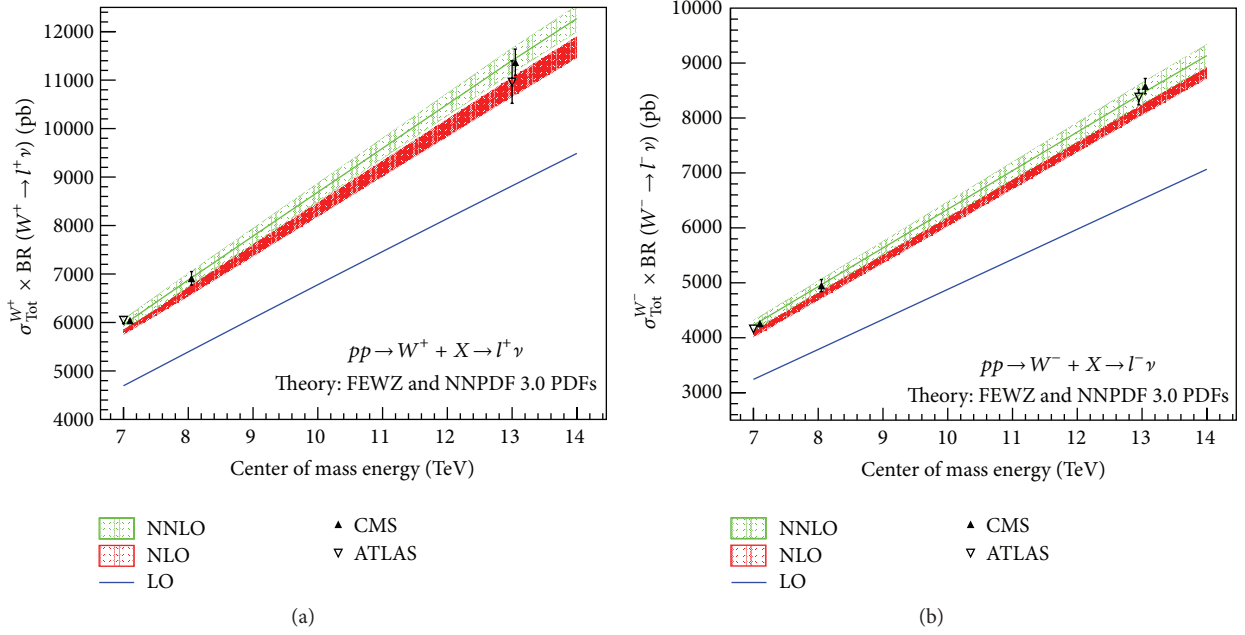 12000
11000
10000
9000
8000
7000
6000
5000
4000
σ_Tot^{W^+} × BR (W^+ → l^+ ν) (pb)
pp → W^+ + X → l^+ ν
Theory: FEWZ and NNPDF 3.0 PDFs
7 8 9 10 11 12 13 14
Center of mass energy (TeV)
NNLO
NLO
LO
CMS
ATLAS
(a)
10000
9000
8000
7000
6000
5000
4000
3000
σ_Tot^{W^−} × BR (W^− → l^− ν) (pb)
pp → W^− + X → l^− ν
Theory: FEWZ and NNPDF 3.0 PDFs
7 8 9 10 11 12 13 14
Center of mass energy (TeV)
NNLO
NLO
LO
CMS
ATLAS
(b)